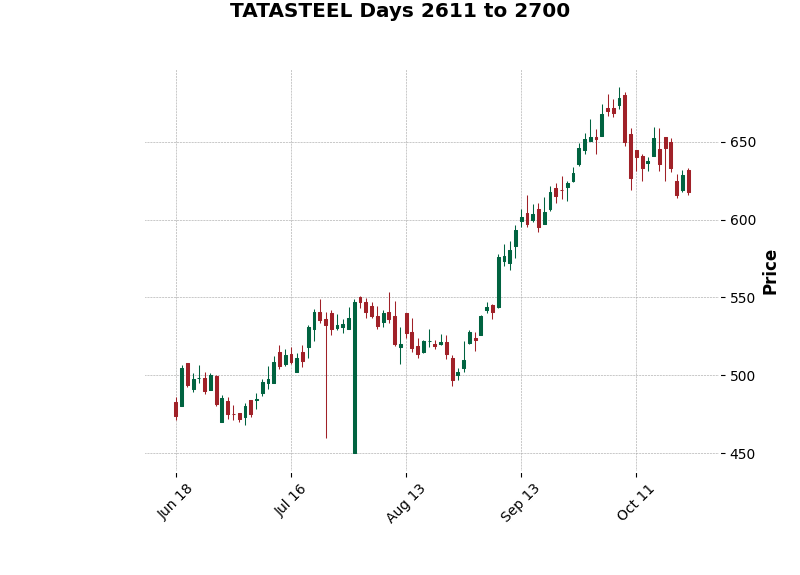 TATASTEEL Days 2611 to 2700
650
600
550
500
450
Price
Jun 18
Jul 16
Aug 13
Sep 13
Oct 11